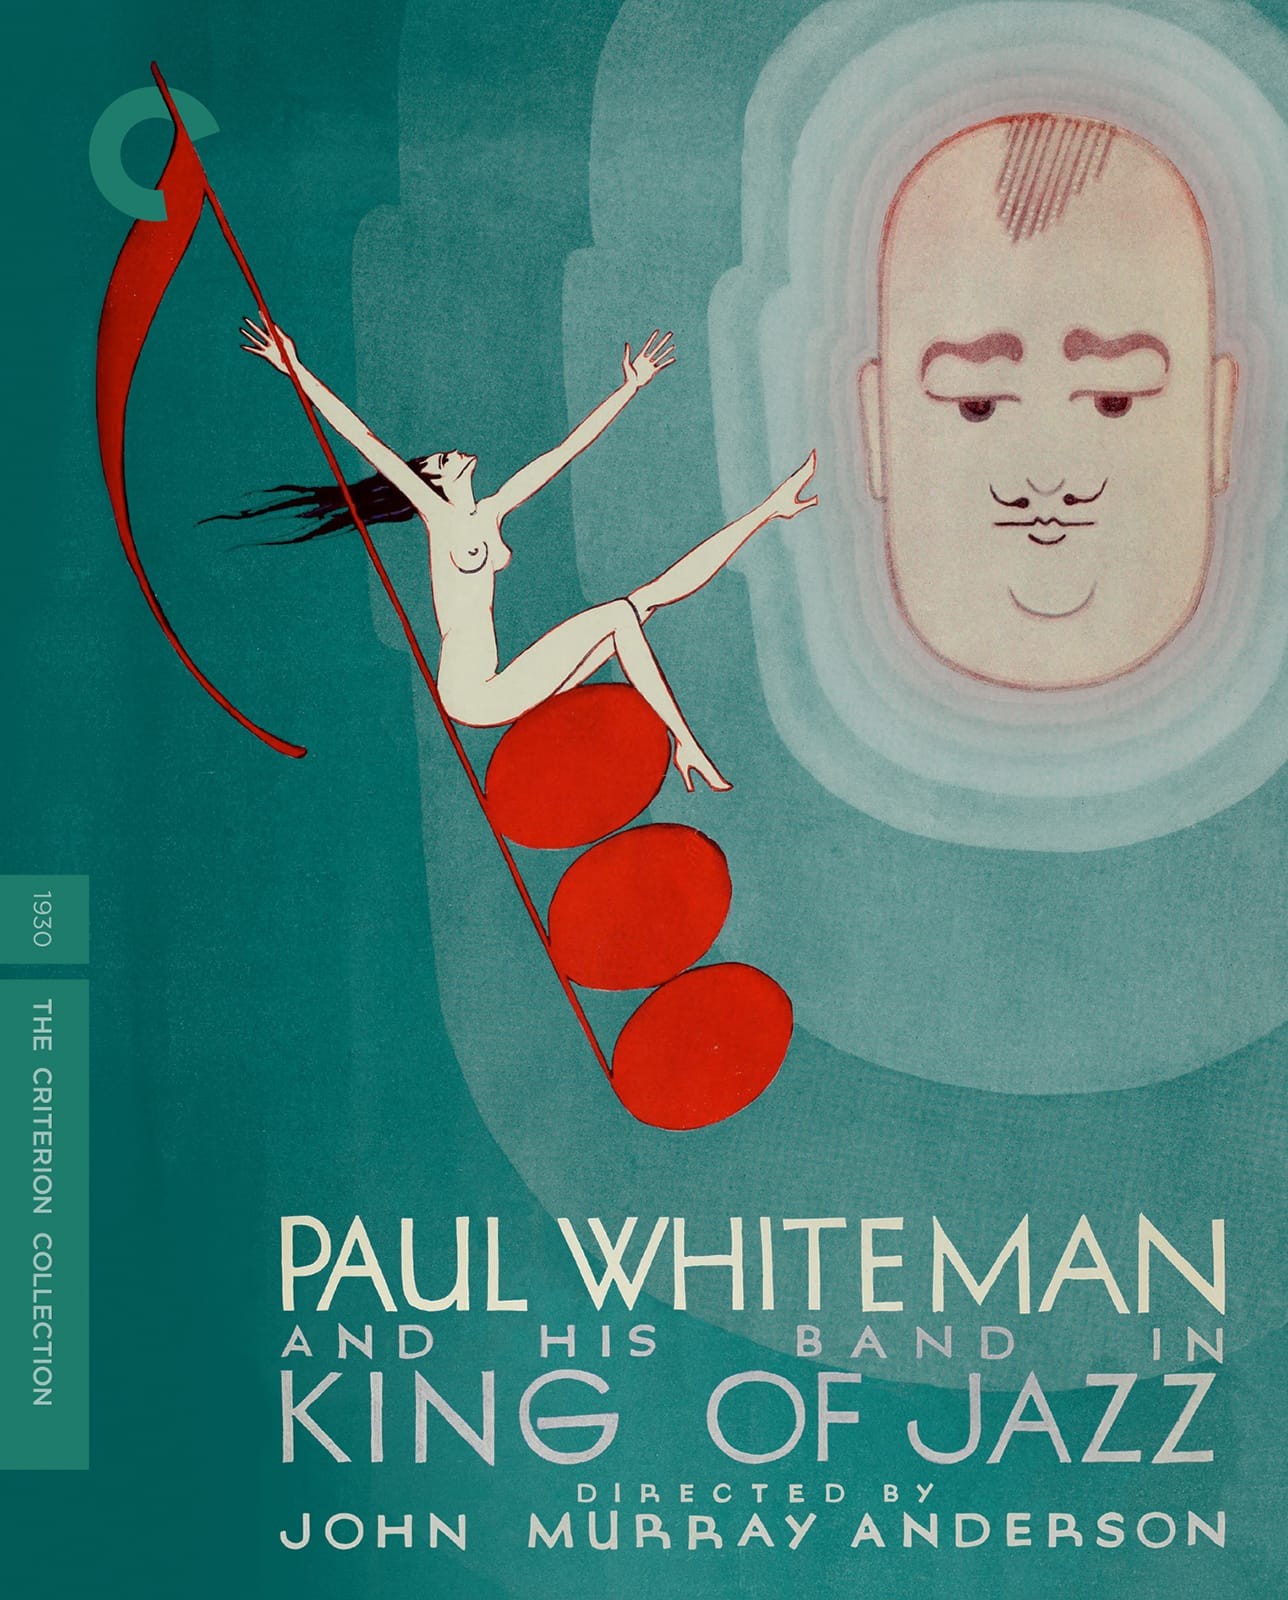 1930
THE CRITERION COLLECTION
PAUL WHITEMAN
AND HIS BAND IN
KING OF JAZZ
DIRECTED BY
JOHN MURRAY ANDERSON